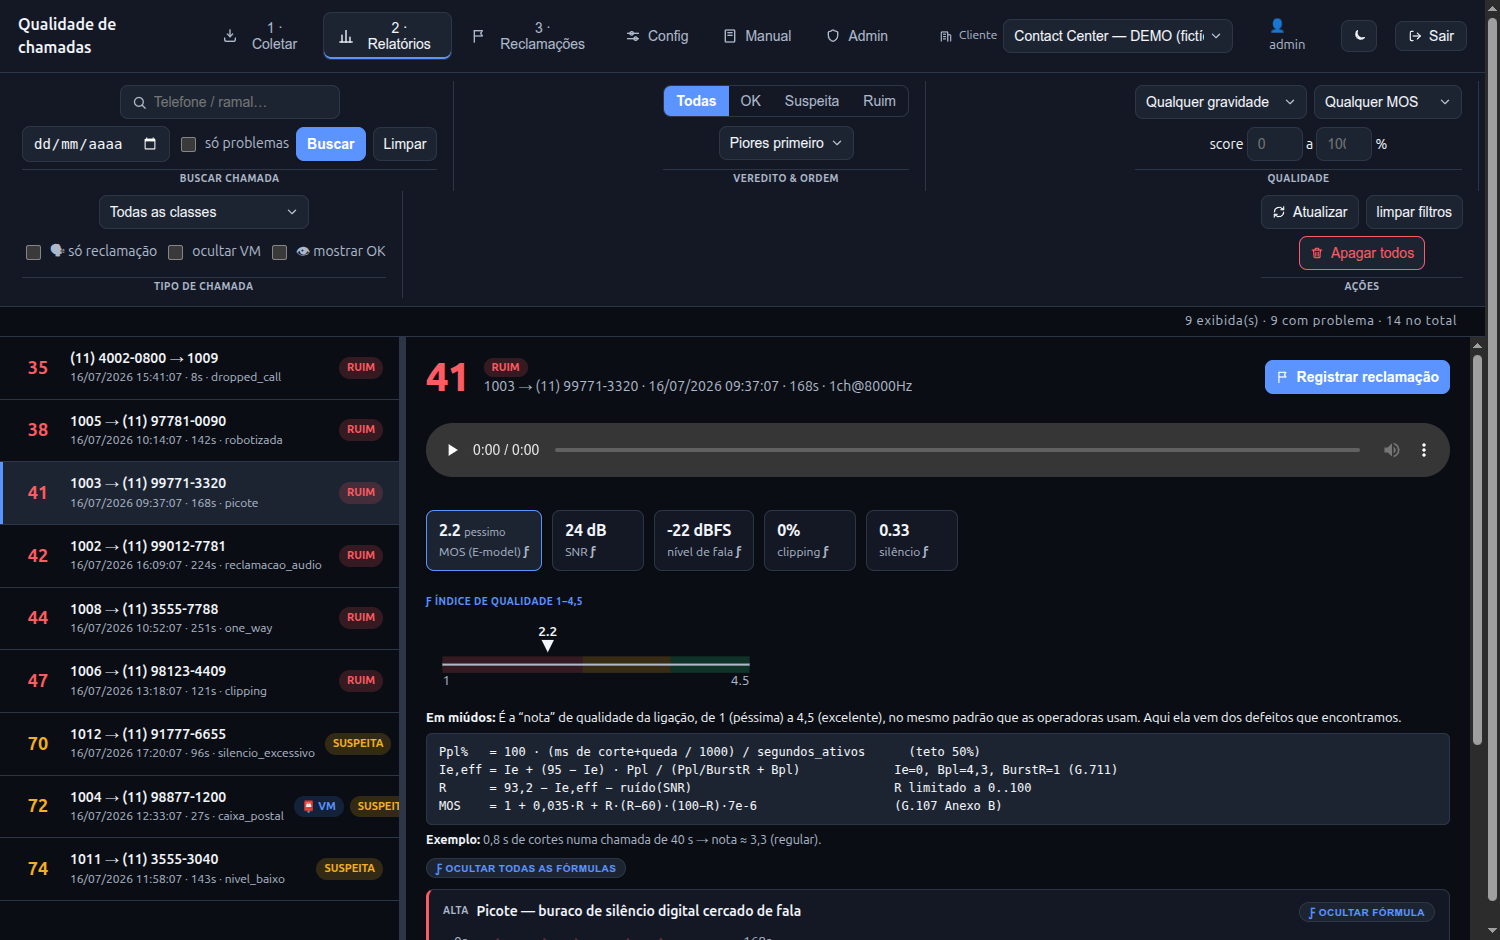 Qualidade de chamadas
1 · Coletar
2 · Relatórios
3 · Reclamações
Config
Manual
Admin
Cliente
Contact Center — DEMO (fictí
admin
Sair
Telefone / ramal...
dd/mm/aaaa
só problemas
Buscar
Limpar
BUSCAR CHAMADA
Todas
OK
Suspeita
Ruim
Piores primeiro
VEREDITO & ORDEM
Qualquer gravidade
Qualquer MOS
score 0 a 100 %
QUALIDADE
Todas as classes
só reclamação
ocultar VM
mostrar OK
TIPO DE CHAMADA
Atualizar
limpar filtros
Apagar todos
AÇÕES
9 exibida(s) · 9 com problema · 14 no total
35
(11) 4002-0800 → 1009
16/07/2026 15:41:07 · 8s · dropped_call
RUIM
38
1005 → (11) 97781-0090
16/07/2026 10:14:07 · 142s · robotizada
RUIM
41
1003 → (11) 99771-3320
16/07/2026 09:37:07 · 168s · picote
RUIM
42
1002 → (11) 99012-7781
16/07/2026 16:09:07 · 224s · reclamacao_audio
RUIM
44
1008 → (11) 3555-7788
16/07/2026 10:52:07 · 251s · one_way
RUIM
47
1006 → (11) 98123-4409
16/07/2026 13:18:07 · 121s · clipping
RUIM
70
1012 → (11) 91777-6655
16/07/2026 17:20:07 · 96s · silencio_excessivo
SUSPEITA
72
1004 → (11) 98877-1200
16/07/2026 12:33:07 · 27s · caixa_postal
VM
SUSPEIT
74
1011 → (11) 3555-3040
16/07/2026 11:58:07 · 143s · nivel_baixo
SUSPEITA
41
RUIM
1003 → (11) 99771-3320 · 16/07/2026 09:37:07 · 168s · 1ch@8000Hz
Registrar reclamação
0:00 / 0:00
2.2 pessimo
MOS (E-model) ƒ
24 dB
SNR ƒ
-22 dBFS
nível de fala ƒ
0%
clipping ƒ
0.33
silêncio ƒ
ƒ ÍNDICE DE QUALIDADE 1–4,5
2.2
1
4.5
Em miúdos: É a “nota” de qualidade da ligação, de 1 (péssima) a 4,5 (excelente), no mesmo padrão que as operadoras usam. Aqui ela vem dos defeitos que encontramos.
Ppl% = 100 · (ms de corte+queda / 1000) / segundos_ativos (teto 50%)
Ie,eff = Ie + (95 − Ie) · Ppl / (Ppl/BurstR + Bpl) Ie=0, Bpl=4,3, BurstR=1 (G.711)
R = 93,2 − Ie,eff − ruído(SNR) R limitado a 0..100
MOS = 1 + 0,035·R + R·(R−60)·(100−R)·7e-6 (G.107 Anexo B)
Exemplo: 0,8 s de cortes numa chamada de 40 s → nota ≈ 3,3 (regular).
ƒ OCULTAR TODAS AS FÓRMULAS
ALTA Picote — buraco de silêncio digital cercado de fala
ƒ OCULTAR FÓRMULA